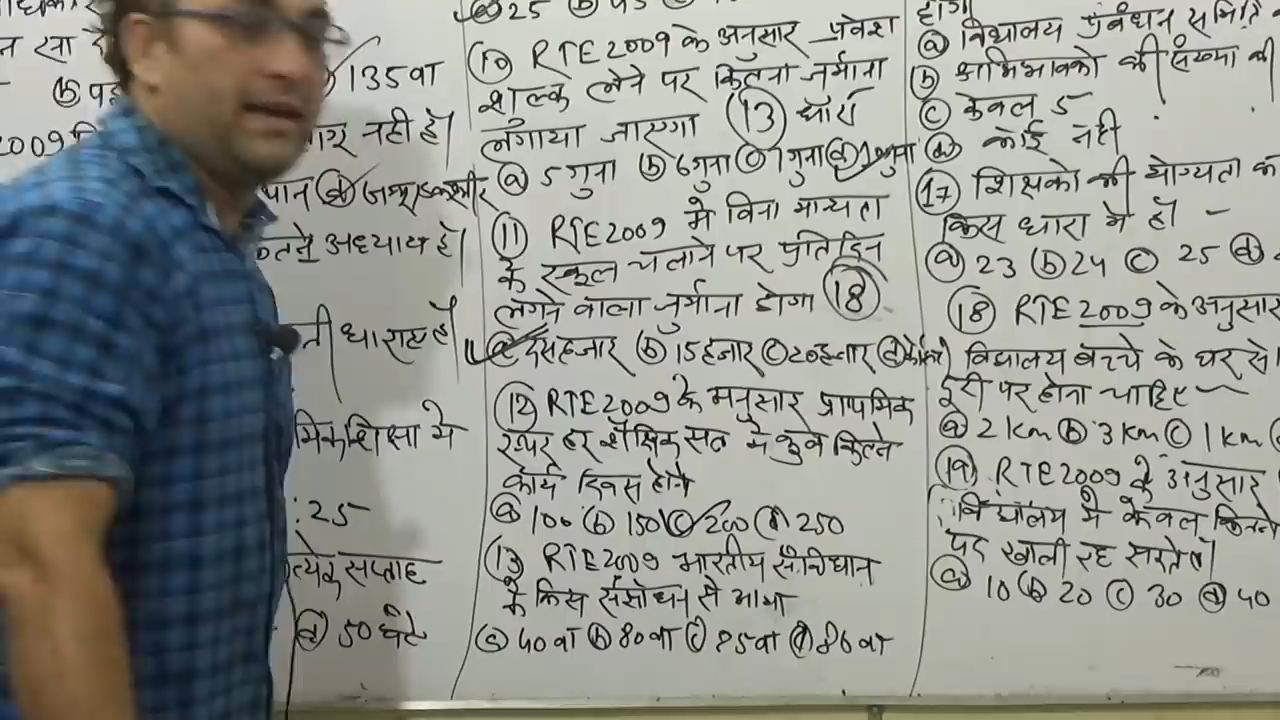 135वा
2009
नही है।
(d) जम्मू कश्मीर
अध्याय है।
धाराए है
शिक्षा मे
: 25
सप्ताह
(d) 50 घंटे
(a) 25 (b)
(10) RTE 2009 के अनुसार प्रवेश
शुल्क लेने पर कितना जुर्माना
लगाया जाएगा (13) धारा
(a) 5 गुना (b) 6 गुना (c) 7 गुना (d) 10 गुना
(11) RTE 2009 मे बिना मान्यता
के स्कूल चलाने पर प्रतिदिन
लगने वाला जुर्माना होगा (18)
(a) दस हजार (b) 15 हजार (c) 20 हजार (d)
(12) RTE 2009 के अनुसार प्राथमिक
स्तर हर शैक्षिक सत्र मे कितने
कार्य दिवस होंगे
(a) 100 (b) 150 (c) 200 (d) 250
(13) RTE 2009 भारतीय संविधान
के किस संसोधन से आया
(a) 40 वा (b) 80 वा (c) 85 वा (d) 86 वा
होगा
(a) विद्यालय प्रबंधन समिति
(b) अभिभावको की संख्या की
(c) केवल 5
(d) कोई नही
(17) शिक्षको की योग्यता
किस धारा मे है -
(a) 23 (b) 24 (c) 25 (d)
(18) RTE 2009 के अनुसार
विद्यालय बच्चे के घर से
दूरी पर होना चाहिए -
(a) 2 km (b) 3 km (c) 1 km
(19) RTE 2009 के अनुसार
विद्यालय मे केवल कितने
पद खाली रह सकते है।
(a) 10 (b) 20 (c) 30 (d) 40